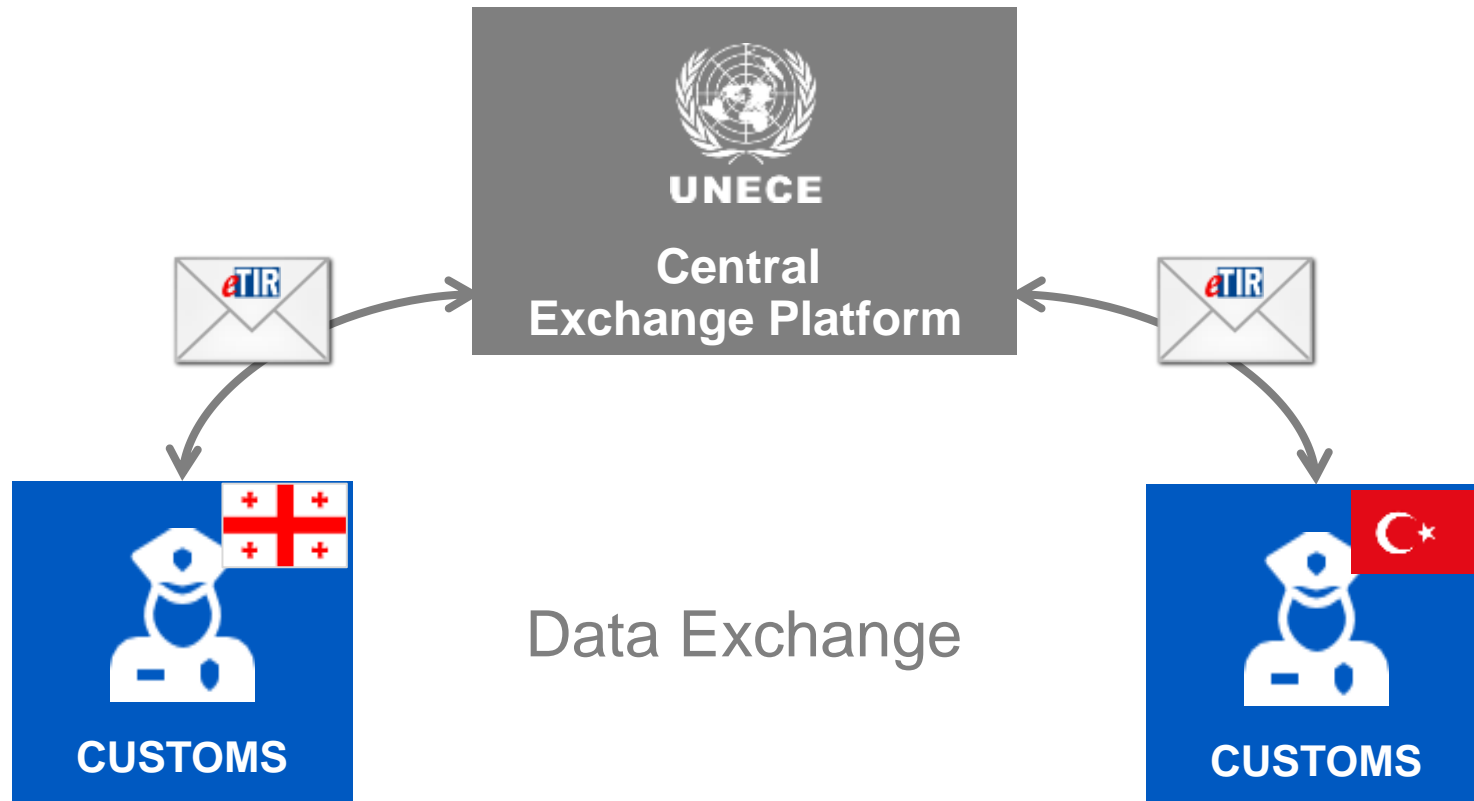 UNECE
Central
Exchange Platform
eTIR
eTIR
Data Exchange
CUSTOMS
CUSTOMS